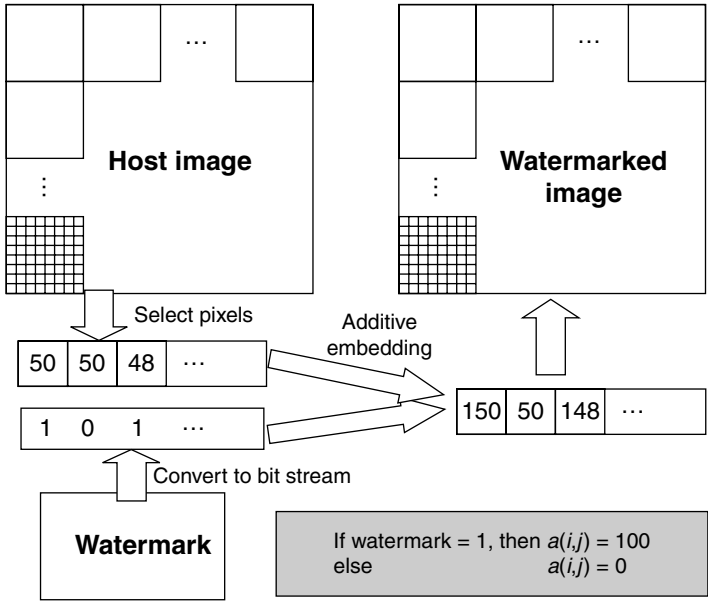 ⋯
⋯
Host image
Watermarked
image
⋮
⋮
Select pixels
Additive
embedding
50 50 48 ⋯
150 50 148 ⋯
1 0 1 ⋯
Convert to bit stream
Watermark
If watermark = 1, then a(i,j) = 100
else a(i,j) = 0